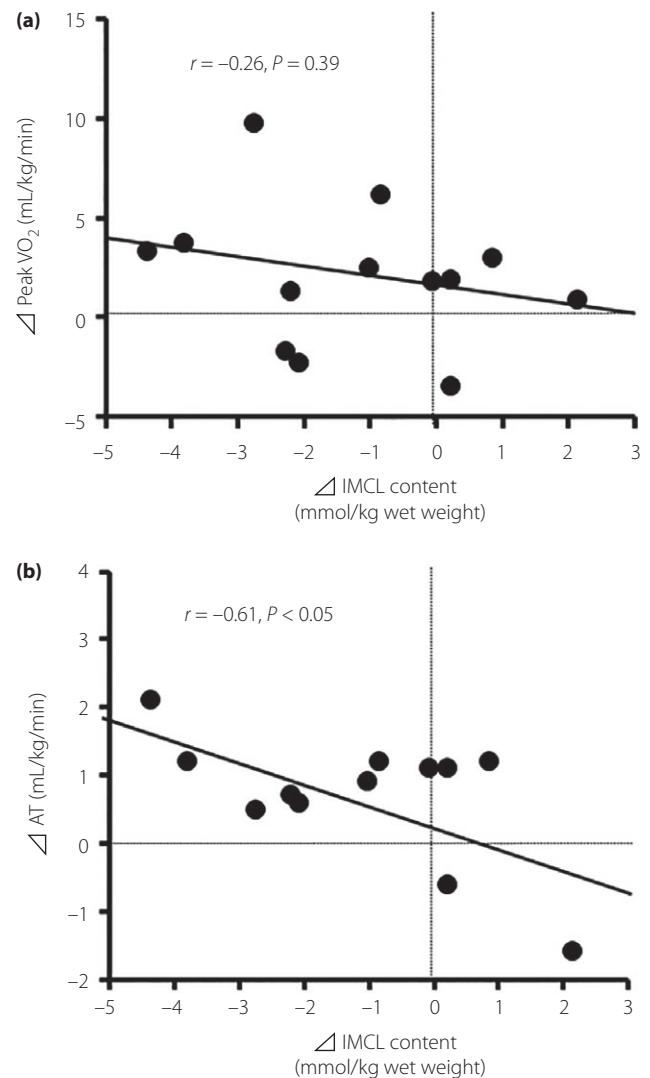 (a)
r = –0.26, P = 0.39
15
10
5
0
–5
⊿ Peak VO₂ (mL/kg/min)
–5 –4 –3 –2 –1 0 1 2 3
⊿ IMCL content
(mmol/kg wet weight)
(b)
r = –0.61, P < 0.05
4
3
2
1
0
–1
–2
⊿ AT (mL/kg/min)
–5 –4 –3 –2 –1 0 1 2 3
⊿ IMCL content
(mmol/kg wet weight)